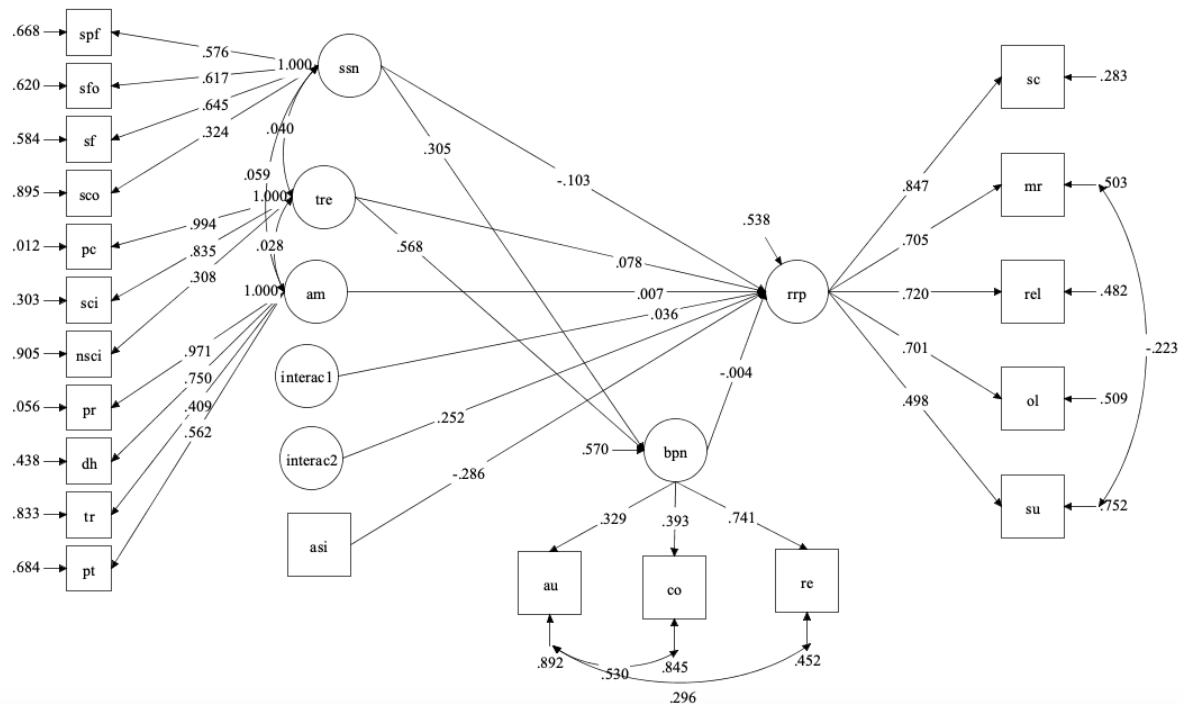 .668
spf
.576
1.000
ssn
.620
sfo
.617
.645
.584
sf
.324
.040
.895
sco
.059
.305
-.103
1.000
tre
.994
.012
pc
.835
.028
.568
.308
.078
.538
.303
sci
1.000
am
.007
rrp
.036
.905
nsci
.971
.750
interac1
-.004
.056
pr
.409
.252
.562
.438
dh
interac2
-.286
.570
bpn
.833
tr
.329
.393
.741
asi
.684
pt
au
co
re
.892
.530
.845
.452
.296
sc
.283
.847
mr
.503
.705
.720
rel
.482
-.223
.701
.498
ol
.509
su
.752